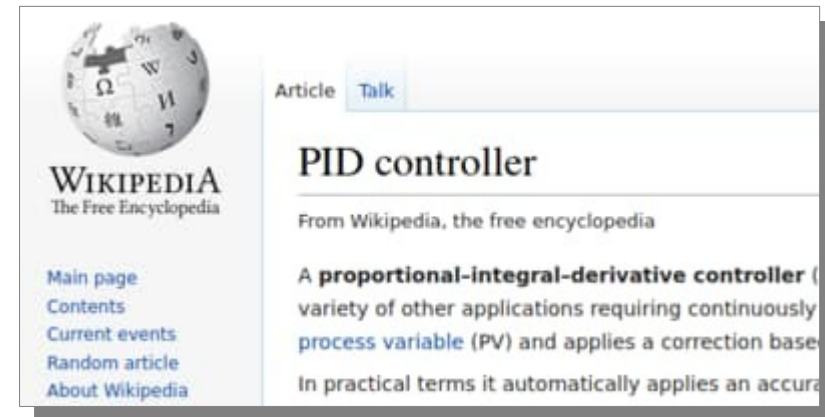 WIKIPEDIA
The Free Encyclopedia
Main page
Contents
Current events
Random article
About Wikipedia
Article Talk
PID controller
From Wikipedia, the free encyclopedia
A proportional–integral–derivative controller (
variety of other applications requiring continuously
process variable (PV) and applies a correction base
In practical terms it automatically applies an accura